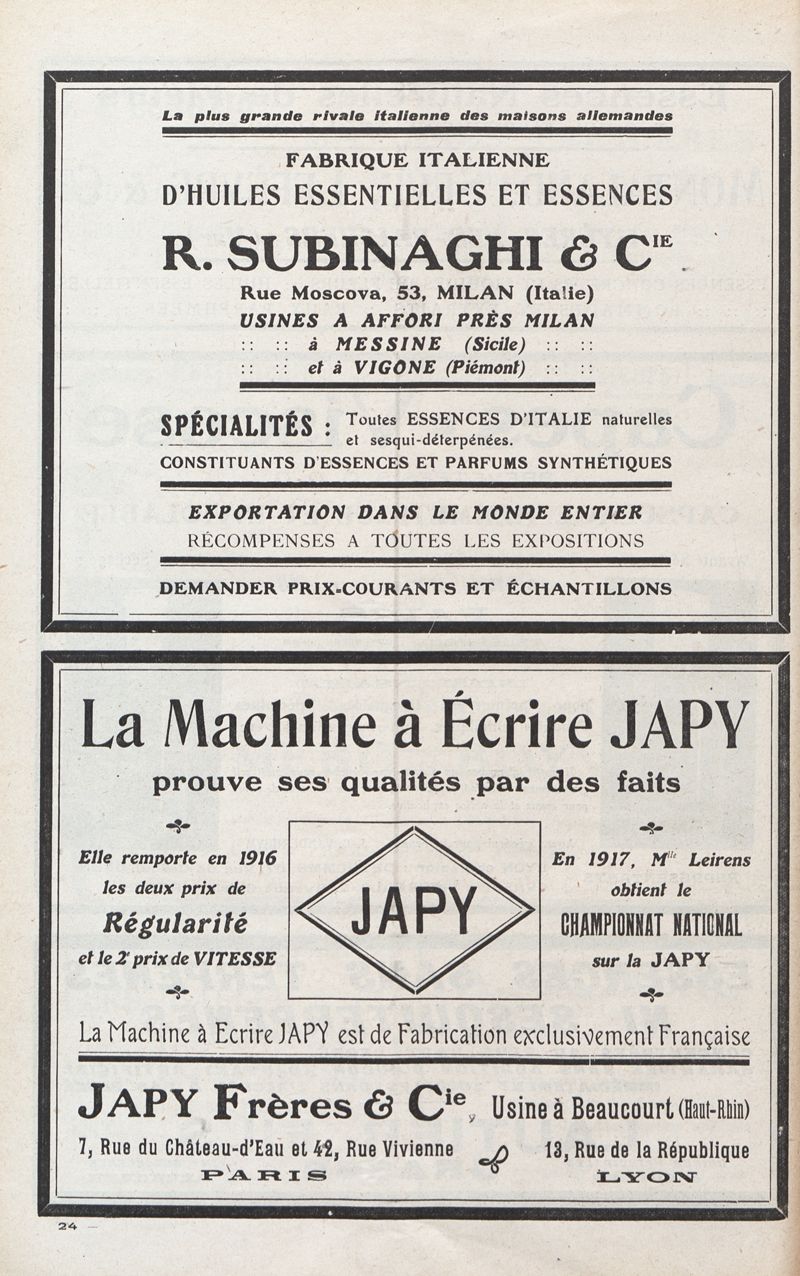 La plus grande rivale italienne des maisons allemandes
FABRIQUE ITALIENNE
D'HUILES ESSENTIELLES ET ESSENCES
R. SUBINAGHI & CIE
Rue Moscova, 53, MILAN (Italie)
USINES A AFFORI PRÈS MILAN
:: :: à MESSINE (Sicile) :: ::
:: :: et à VIGONE (Piémont) :: ::
SPÉCIALITÉS : Toutes ESSENCES D'ITALIE naturelles
et sesqui-déterpénées.
CONSTITUANTS D'ESSENCES ET PARFUMS SYNTHÉTIQUES
EXPORTATION DANS LE MONDE ENTIER
RÉCOMPENSES A TOUTES LES EXPOSITIONS
DEMANDER PRIX-COURANTS ET ÉCHANTILLONS
La Machine à Écrire JAPY
prouve ses qualités par des faits
Elle remporte en 1916
les deux prix de
Régularité
et le 2e prix de VITESSE
JAPY
En 1917, Mlle Leirens
obtient le
CHAMPIONNAT NATIONAL
sur la JAPY
La Machine à Ecrire JAPY est de Fabrication exclusivement Française
JAPY Frères & Cie, Usine à Beaucourt (Haut-Rhin)
7, Rue du Château-d'Eau et 42, Rue Vivienne
PARIS
13, Rue de la République
LYON
24 —